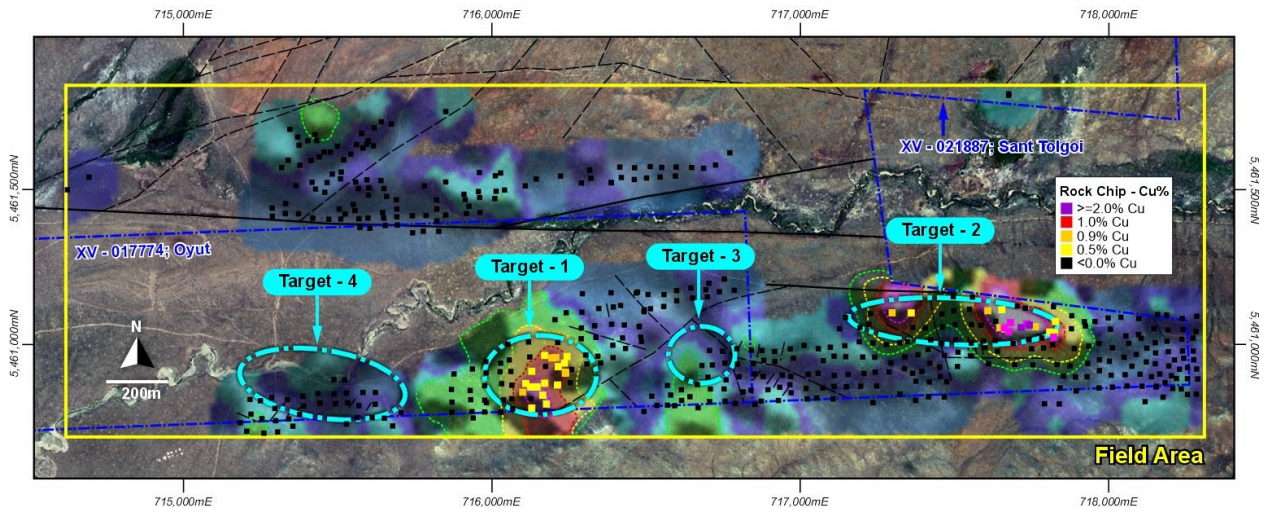 715,000mE
716,000mE
717,000mE
718,000mE
XV - 021887; Sant Tolgoi
5,461,500mN
5,461,500mN
Rock Chip - Cu%
>=2.0% Cu
1.0% Cu
0.9% Cu
0.5% Cu
<0.0% Cu
XV - 017774; Oyut
Target - 2
Target - 3
Target - 1
Target - 4
N
200m
5,461,000mN
5,461,000mN
Field Area
715,000mE
716,000mE
717,000mE
718,000mE